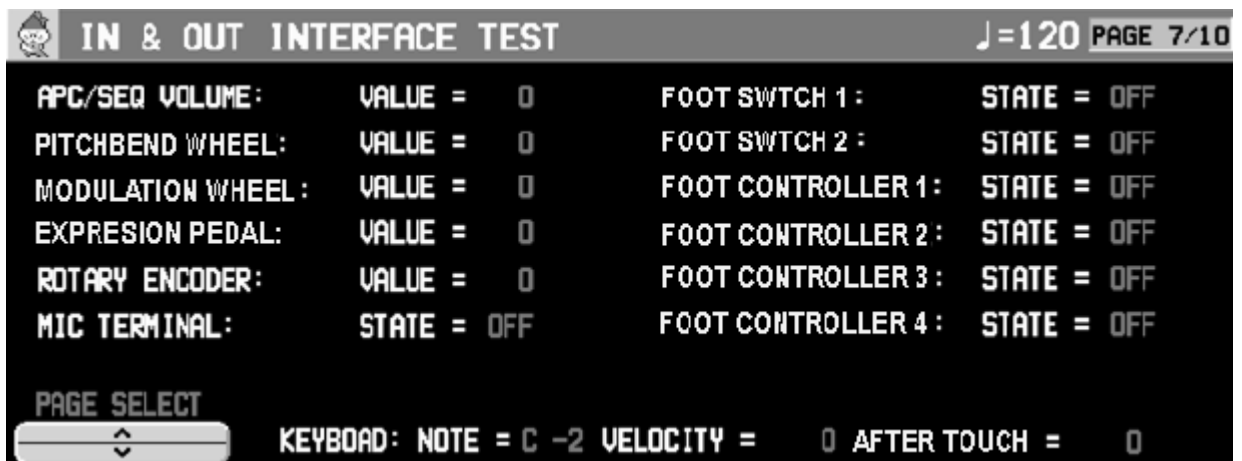 IN & OUT INTERFACE TEST ♩=120 PAGE 7/10
APC/SEQ VOLUME: VALUE = 0 FOOT SWTCH 1 : STATE = OFF
PITCHBEND WHEEL: VALUE = 0 FOOT SWTCH 2 : STATE = OFF
MODULATION WHEEL : VALUE = 0 FOOT CONTROLLER 1: STATE = OFF
EXPRESION PEDAL: VALUE = 0 FOOT CONTROLLER 2 : STATE = OFF
ROTARY ENCODER: VALUE = 0 FOOT CONTROLLER 3 : STATE = OFF
MIC TERMINAL: STATE = OFF FOOT CONTROLLER 4 : STATE = OFF
PAGE SELECT
KEYBOAD: NOTE = C -2 VELOCITY = 0 AFTER TOUCH = 0